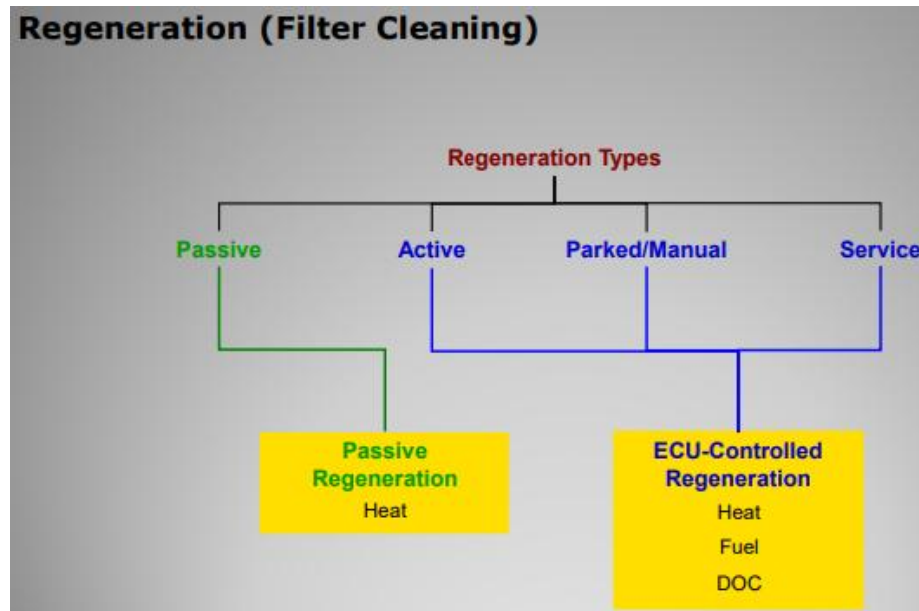 Regeneration (Filter Cleaning)
Regeneration Types
Passive
Active
Parked/Manual
Service
Passive
Regeneration
Heat
ECU-Controlled
Regeneration
Heat
Fuel
DOC